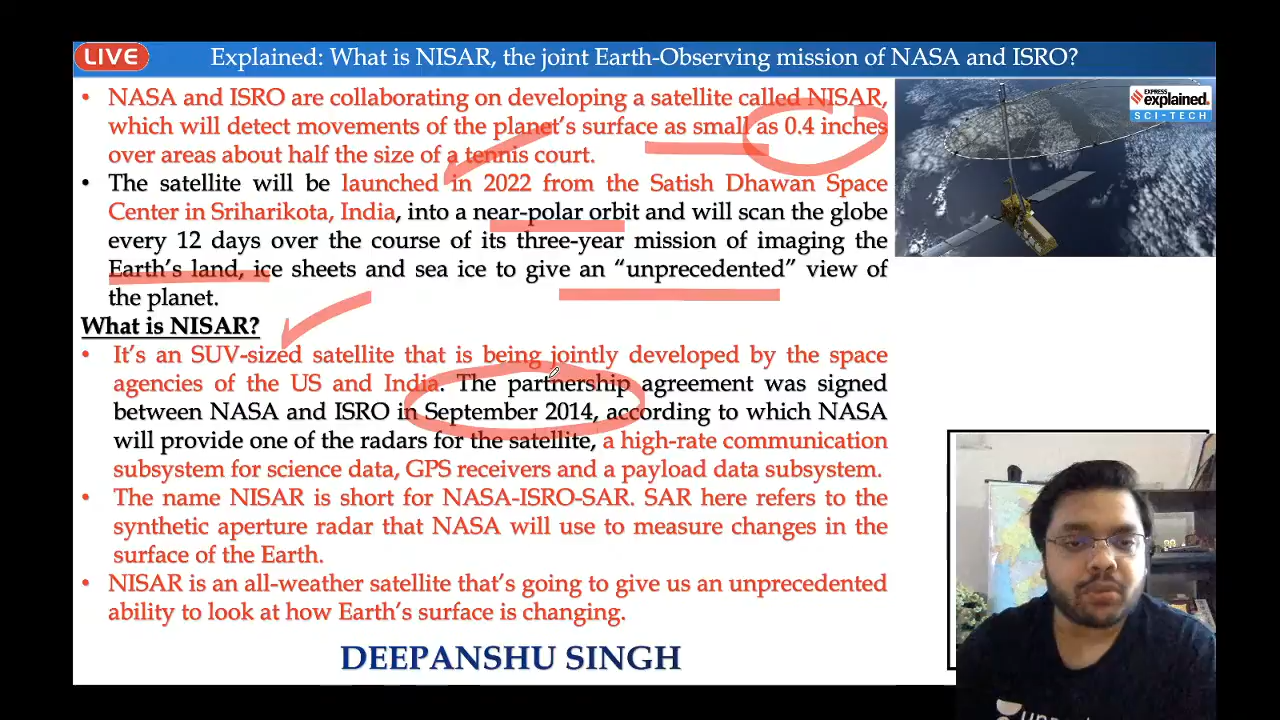 LIVE
Explained: What is NISAR, the joint Earth-Observing mission of NASA and ISRO?
• NASA and ISRO are collaborating on developing a satellite called NISAR,
which will detect movements of the planet's surface as small as 0.4 inches
over areas about half the size of a tennis court.
• The satellite will be launched in 2022 from the Satish Dhawan Space
Center in Sriharikota, India, into a near-polar orbit and will scan the globe
every 12 days over the course of its three-year mission of imaging the
Earth's land, ice sheets and sea ice to give an “unprecedented” view of
the planet.
What is NISAR?
• It's an SUV-sized satellite that is being jointly developed by the space
agencies of the US and India. The partnership agreement was signed
between NASA and ISRO in September 2014, according to which NASA
will provide one of the radars for the satellite, a high-rate communication
subsystem for science data, GPS receivers and a payload data subsystem.
• The name NISAR is short for NASA-ISRO-SAR. SAR here refers to the
synthetic aperture radar that NASA will use to measure changes in the
surface of the Earth.
• NISAR is an all-weather satellite that's going to give us an unprecedented
ability to look at how Earth's surface is changing.
DEEPANSHU SINGH
EXPRESS
explained.
SCI-TECH